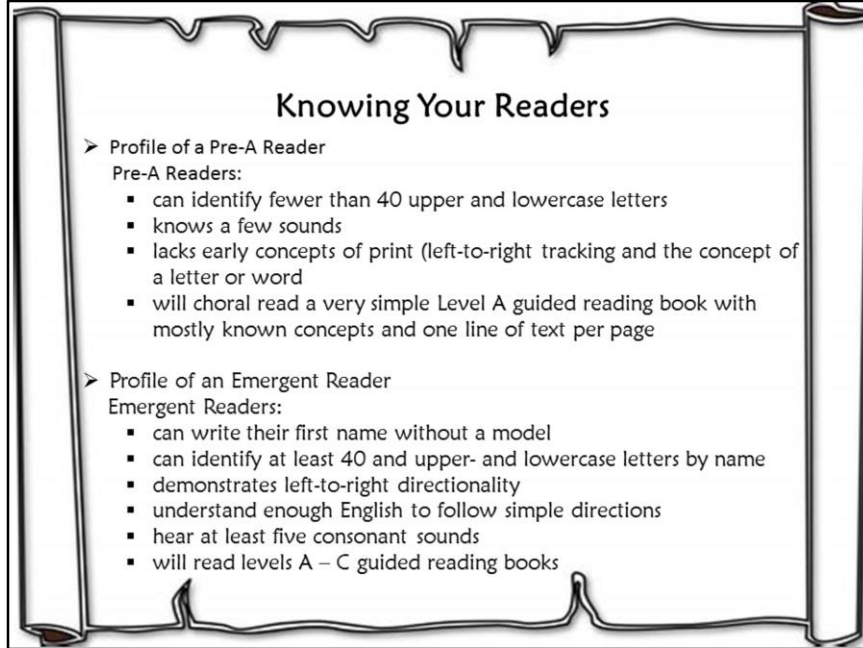 Knowing Your Readers
➢ Profile of a Pre-A Reader
Pre-A Readers:
▪ can identify fewer than 40 upper and lowercase letters
▪ knows a few sounds
▪ lacks early concepts of print (left-to-right tracking and the concept of
a letter or word
▪ will choral read a very simple Level A guided reading book with
mostly known concepts and one line of text per page
➢ Profile of an Emergent Reader
Emergent Readers:
▪ can write their first name without a model
▪ can identify at least 40 and upper- and lowercase letters by name
▪ demonstrates left-to-right directionality
▪ understand enough English to follow simple directions
▪ hear at least five consonant sounds
▪ will read levels A – C guided reading books